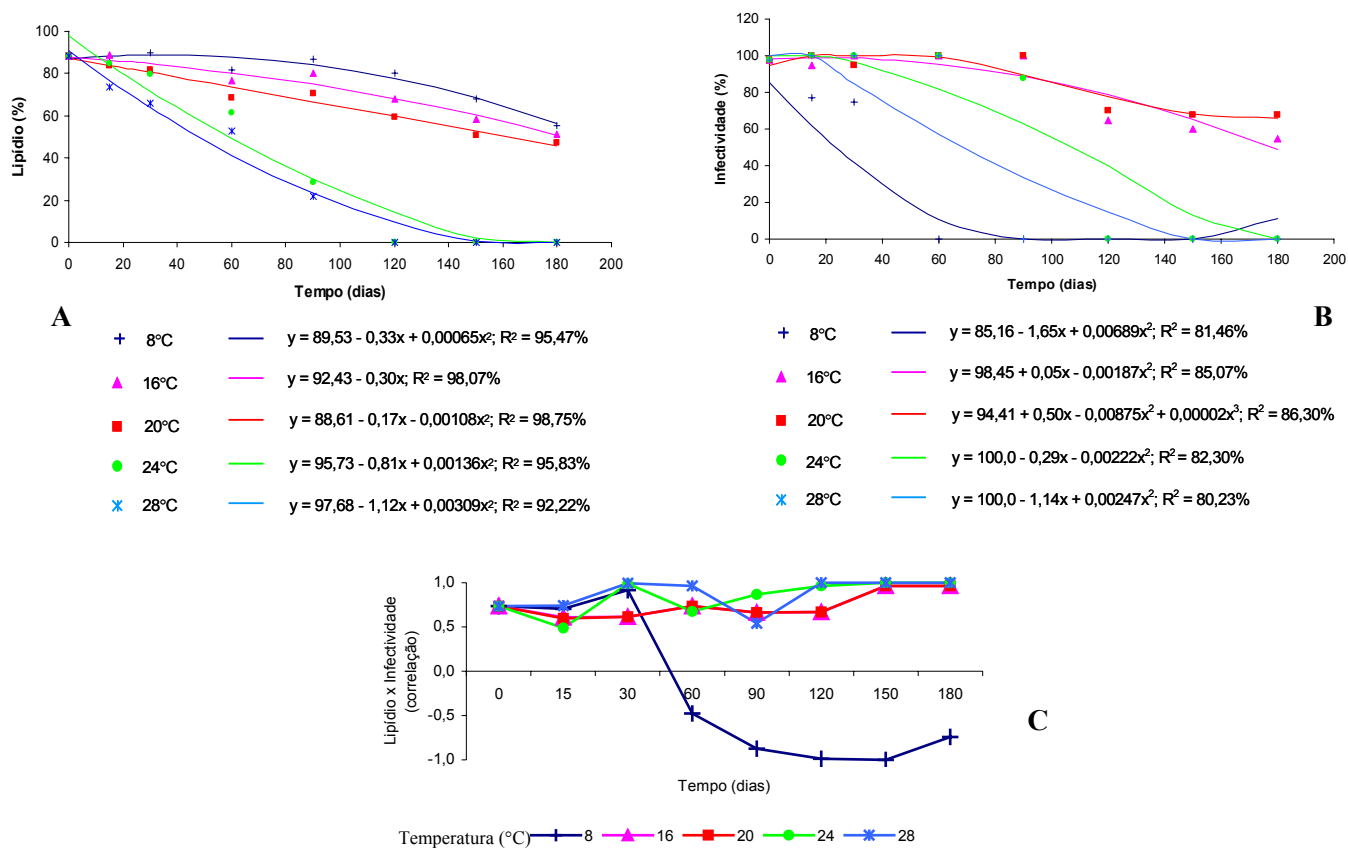 100
80
60
40
20
0
Lipídio (%)
0 20 40 60 80 100 120 140 160 180 200
Tempo (dias)
A
8°C y = 89,53 - 0,33x + 0,00065x²; R² = 95,47%
16°C y = 92,43 - 0,30x; R² = 98,07%
20°C y = 88,61 - 0,17x - 0,00108x²; R² = 98,75%
24°C y = 95,73 - 0,81x + 0,00136x²; R² = 95,83%
28°C y = 97,68 - 1,12x + 0,00309x²; R² = 92,22%
120
100
80
60
40
20
0
Infectividade (%)
0 20 40 60 80 100 120 140 160 180 200
Tempo (dias)
B
8°C y = 85,16 - 1,65x + 0,00689x²; R² = 81,46%
16°C y = 98,45 + 0,05x - 0,00187x²; R² = 85,07%
20°C y = 94,41 + 0,50x - 0,00875x² + 0,00002x³; R² = 86,30%
24°C y = 100,0 - 0,29x - 0,00222x²; R² = 82,30%
28°C y = 100,0 - 1,14x + 0,00247x²; R² = 80,23%
1,0
0,5
0,0
-0,5
-1,0
Lipídio x Infectividade
(correlação)
0 15 30 60 90 120 150 180
Tempo (dias)
C
Temperatura (°C) 8 16 20 24 28